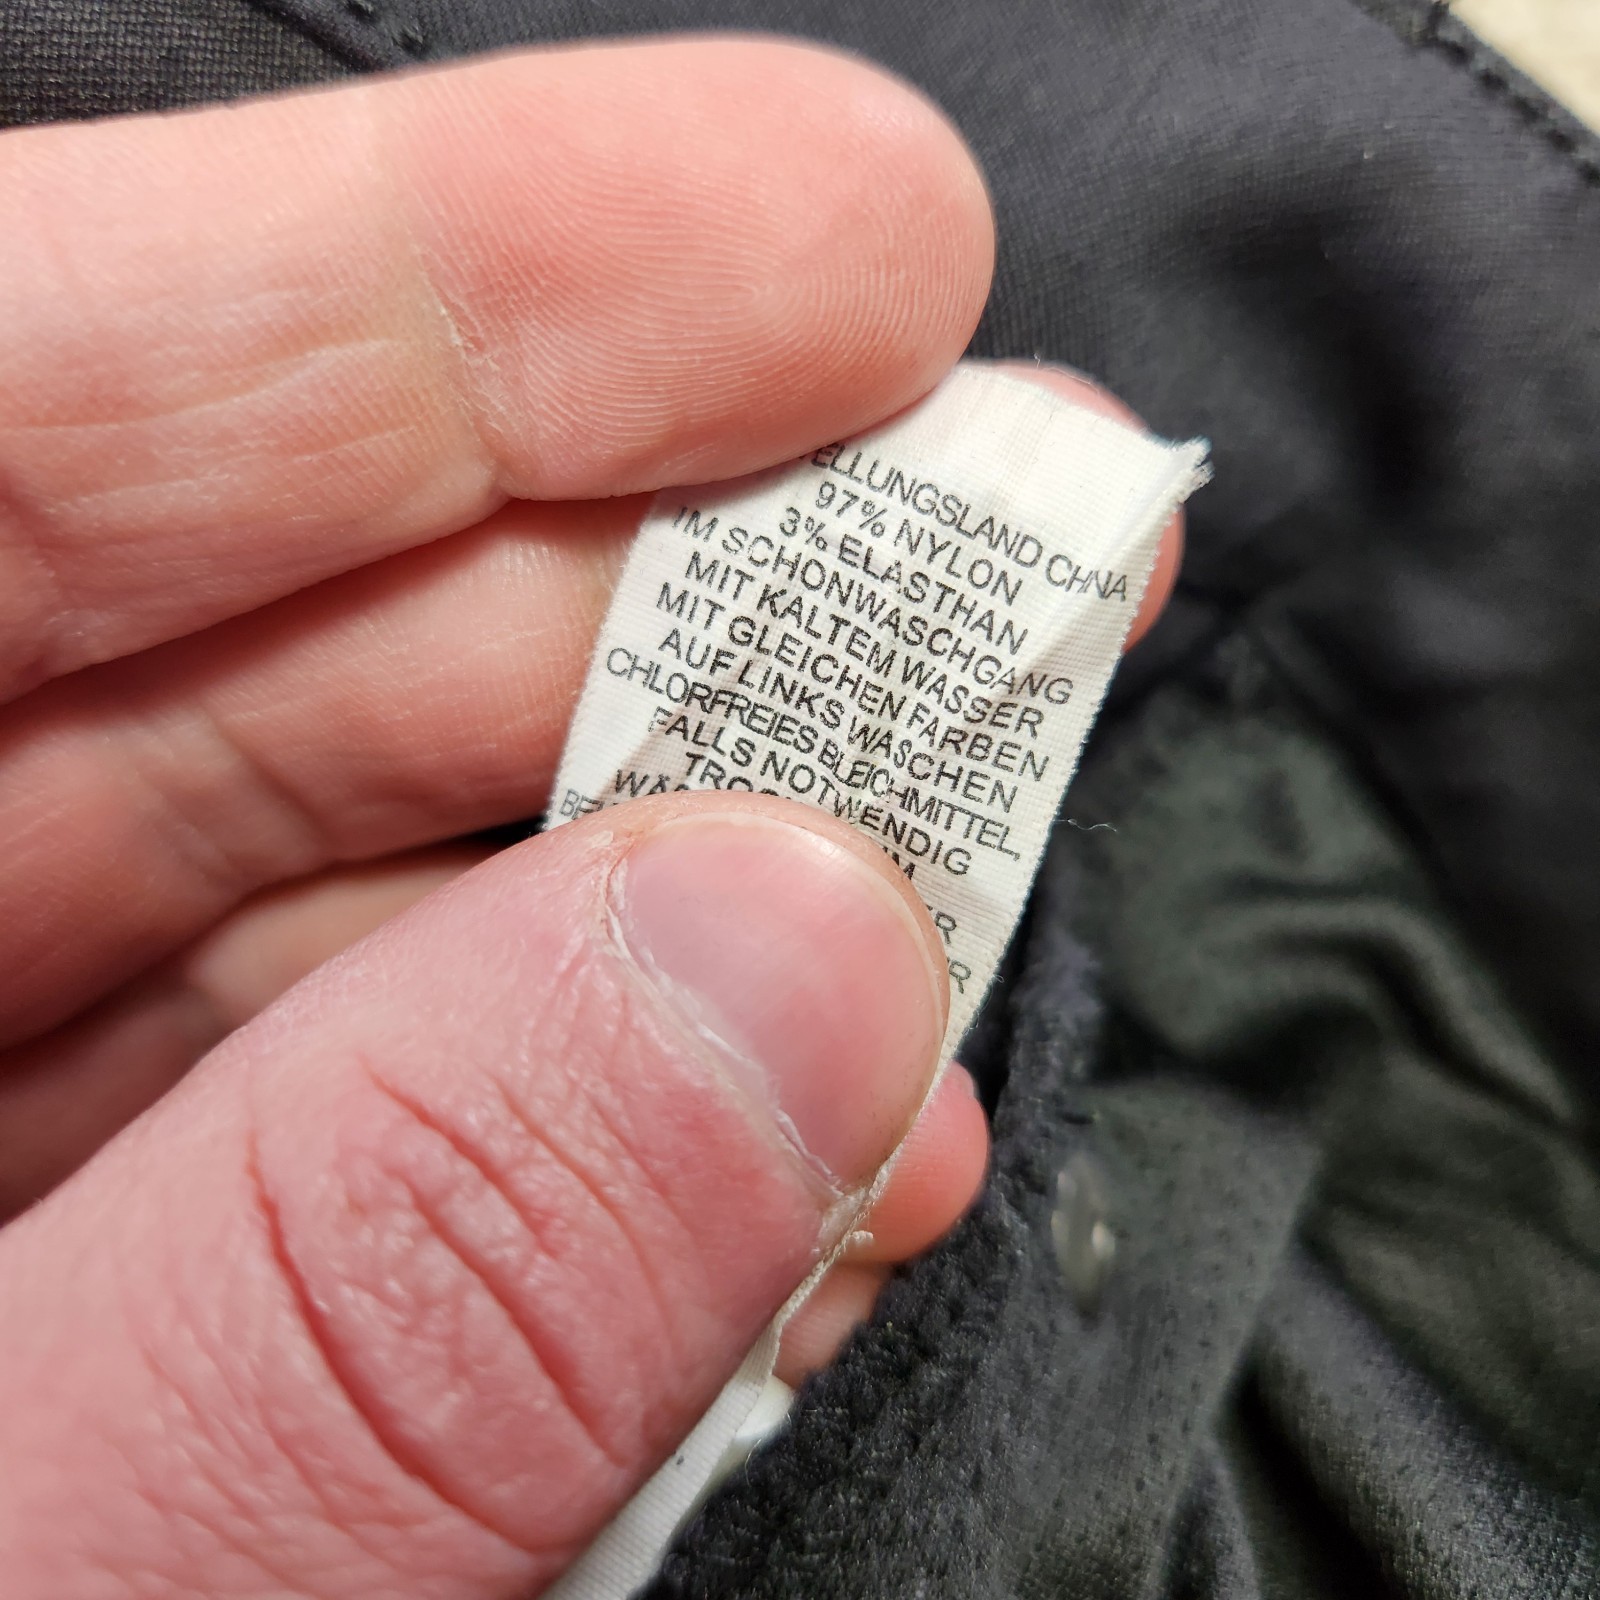 ELLUNGSLAND CHINA
97% NYLON
3% ELASTHAN
IM SCHONWASCHGANG
MIT KALTEM WASSER
MIT GLEICHEN FARBEN
AUF LINKS WASCHEN
CHLORFREIES BLEICHMITTEL,
FALLS NOTWENDIG